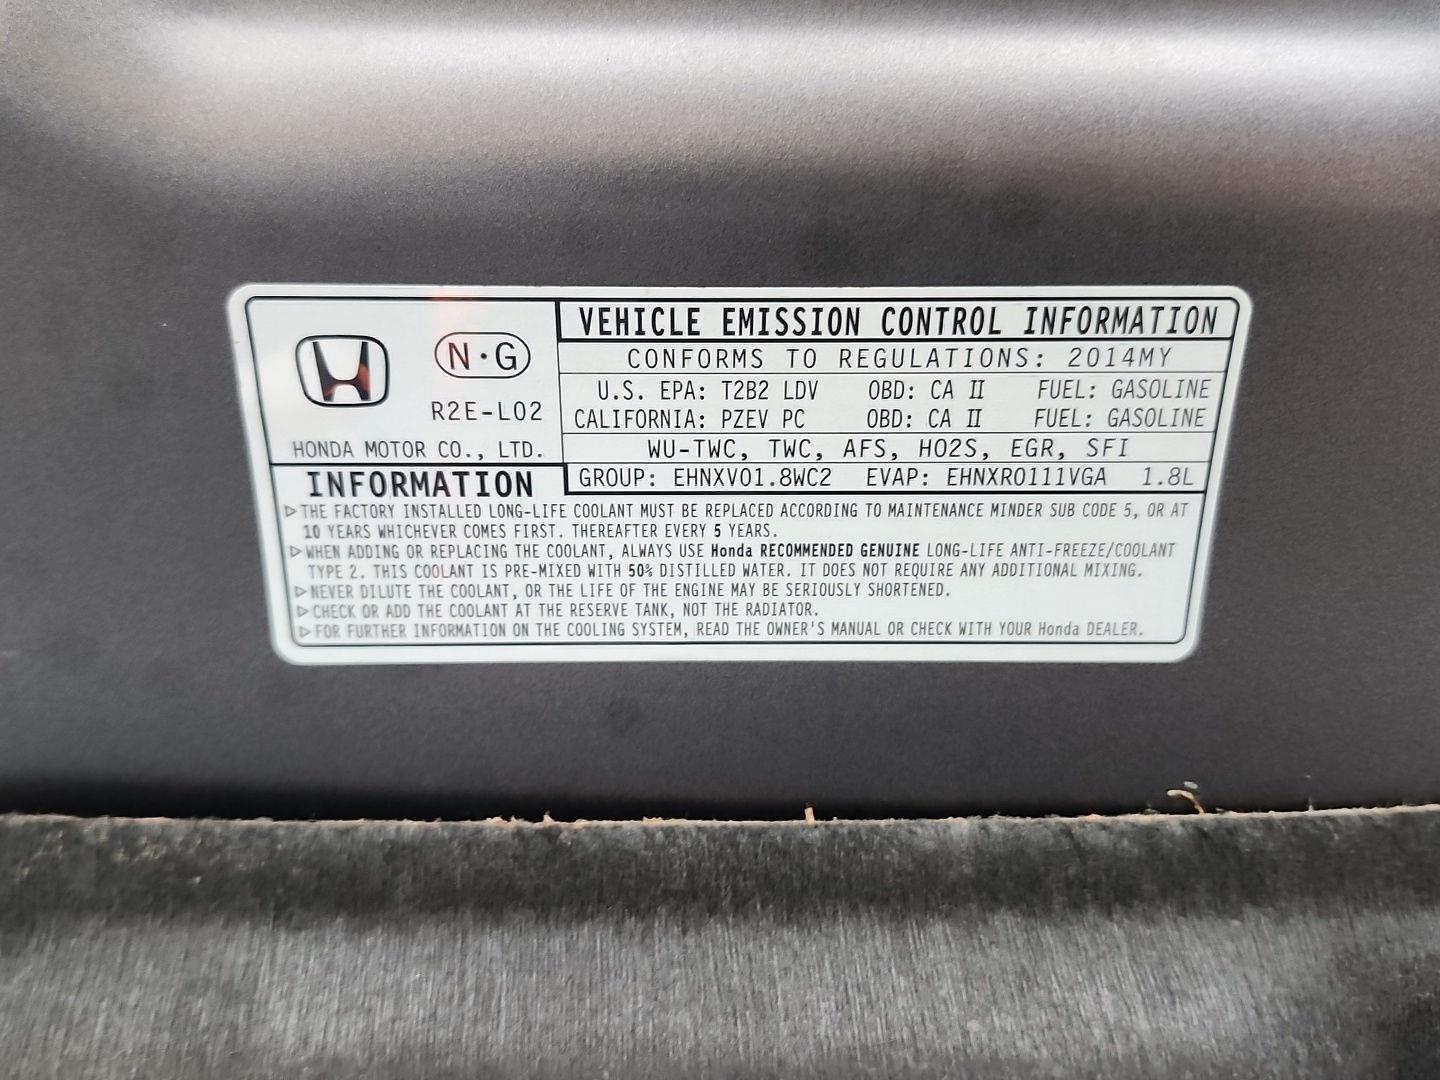 N·G
R2E-L02
HONDA MOTOR CO., LTD.
VEHICLE EMISSION CONTROL INFORMATION
CONFORMS TO REGULATIONS: 2014MY
U.S. EPA: T2B2 LDV OBD: CA II FUEL: GASOLINE
CALIFORNIA: PZEV PC OBD: CA II FUEL: GASOLINE
WU-TWC, TWC, AFS, HO2S, EGR, SFI
GROUP: EHNXV01.8WC2 EVAP: EHNXR0111VGA 1.8L
INFORMATION
▷THE FACTORY INSTALLED LONG-LIFE COOLANT MUST BE REPLACED ACCORDING TO MAINTENANCE MINDER SUB CODE 5, OR AT
10 YEARS WHICHEVER COMES FIRST. THEREAFTER EVERY 5 YEARS.
▷WHEN ADDING OR REPLACING THE COOLANT, ALWAYS USE Honda RECOMMENDED GENUINE LONG-LIFE ANTI-FREEZE/COOLANT
TYPE 2. THIS COOLANT IS PRE-MIXED WITH 50% DISTILLED WATER. IT DOES NOT REQUIRE ANY ADDITIONAL MIXING.
▷NEVER DILUTE THE COOLANT, OR THE LIFE OF THE ENGINE MAY BE SERIOUSLY SHORTENED.
▷CHECK OR ADD THE COOLANT AT THE RESERVE TANK, NOT THE RADIATOR.
▷FOR FURTHER INFORMATION ON THE COOLING SYSTEM, READ THE OWNER'S MANUAL OR CHECK WITH YOUR Honda DEALER.